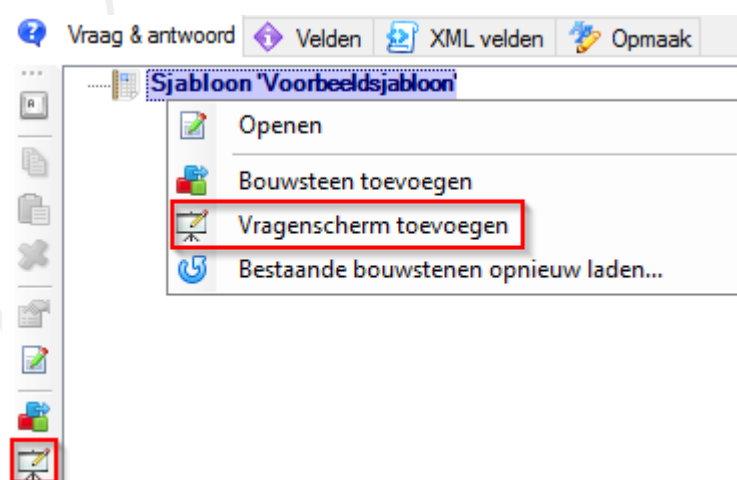 Vraag & antwoord Velden XML velden Opmaak
Sjabloon 'Voorbeeldsjabloon'
Openen
Bouwsteen toevoegen
Vragenscherm toevoegen
Bestaande bouwstenen opnieuw laden...